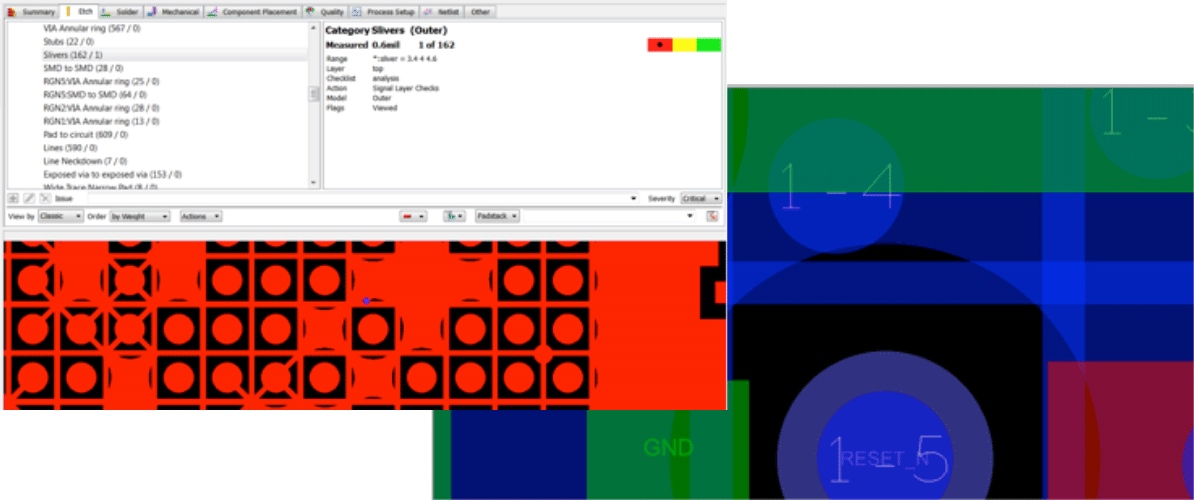 Summary Etch Solder Mechanical Component Placement Quality Process Setup Netlist Other
VIA Annular ring (567 / 0)
Stubs (22 / 0)
Slivers (162 / 1)
SMD to SMD (28 / 0)
RGN5:VIA Annular ring (25 / 0)
RGN5:SMD to SMD (64 / 0)
RGN2:VIA Annular ring (28 / 0)
RGN1:VIA Annular ring (13 / 0)
Pad to circuit (609 / 0)
Lines (590 / 0)
Line Neckdown (7 / 0)
Exposed via to exposed via (153 / 0)
Wide Trace Narrow Pad (8 / 0)
Category Slivers (Outer)
Measured 0.6mil 1 of 162
Range *:sliver = 3.4 4 4.6
Layer top
Checklist analysis
Action Signal Layer Checks
Model Outer
Flags Viewed
Issue Severity Critical
View by Classic Order by Weight Actions Padstack
1-4
GND
1-5
RESET_N